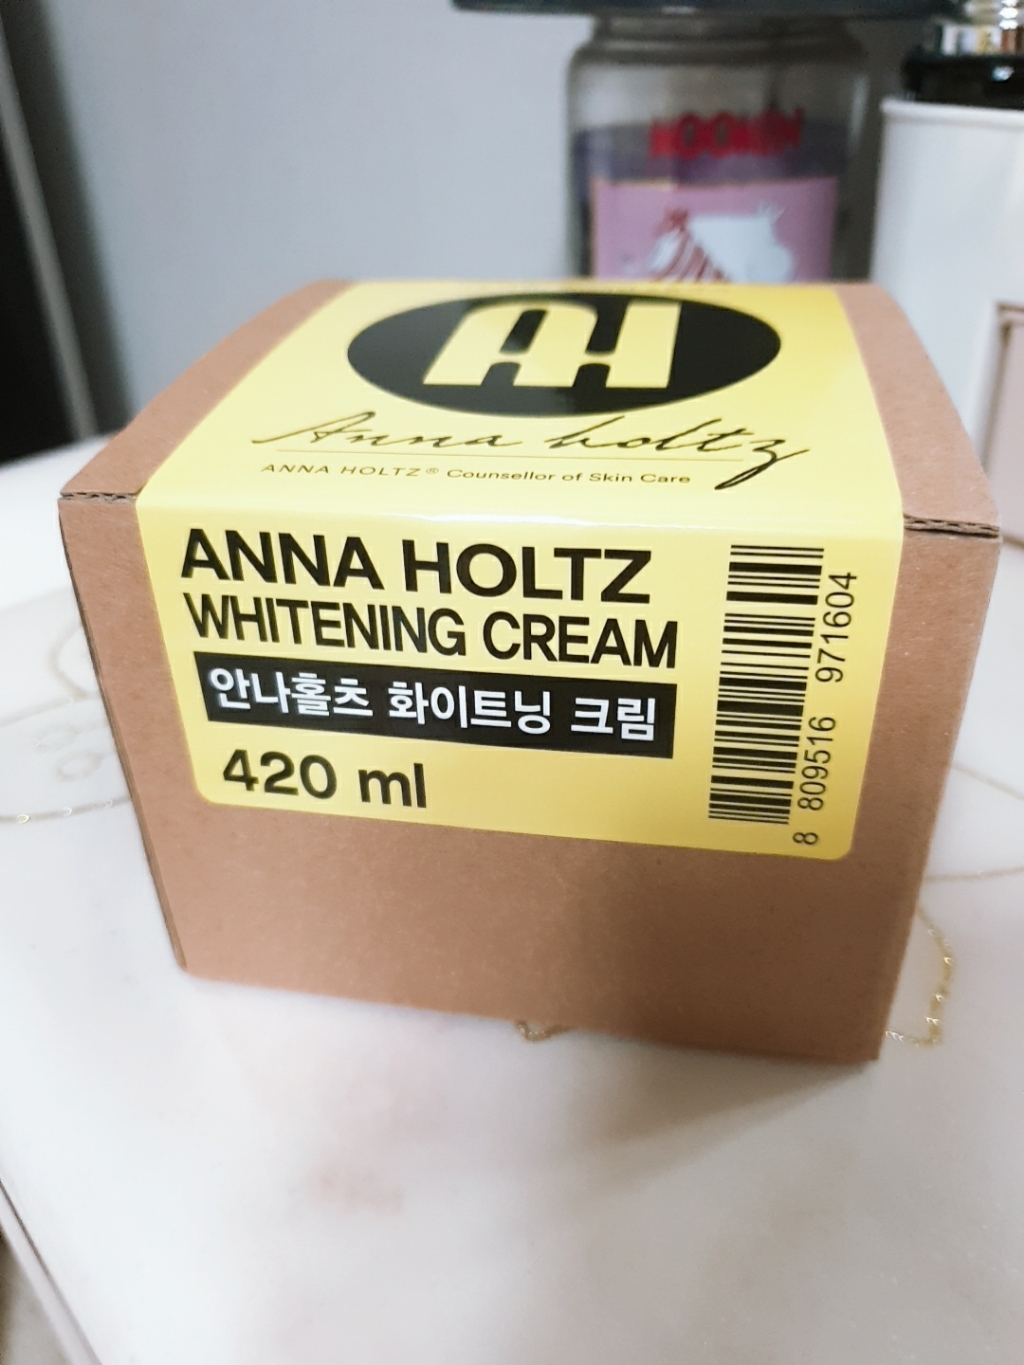 MOOMIN
AH
Anna holtz
ANNA HOLTZ® Counsellor of Skin Care
ANNA HOLTZ
WHITENING CREAM
안나홀츠 화이트닝 크림
420 ml
8 809516 971604